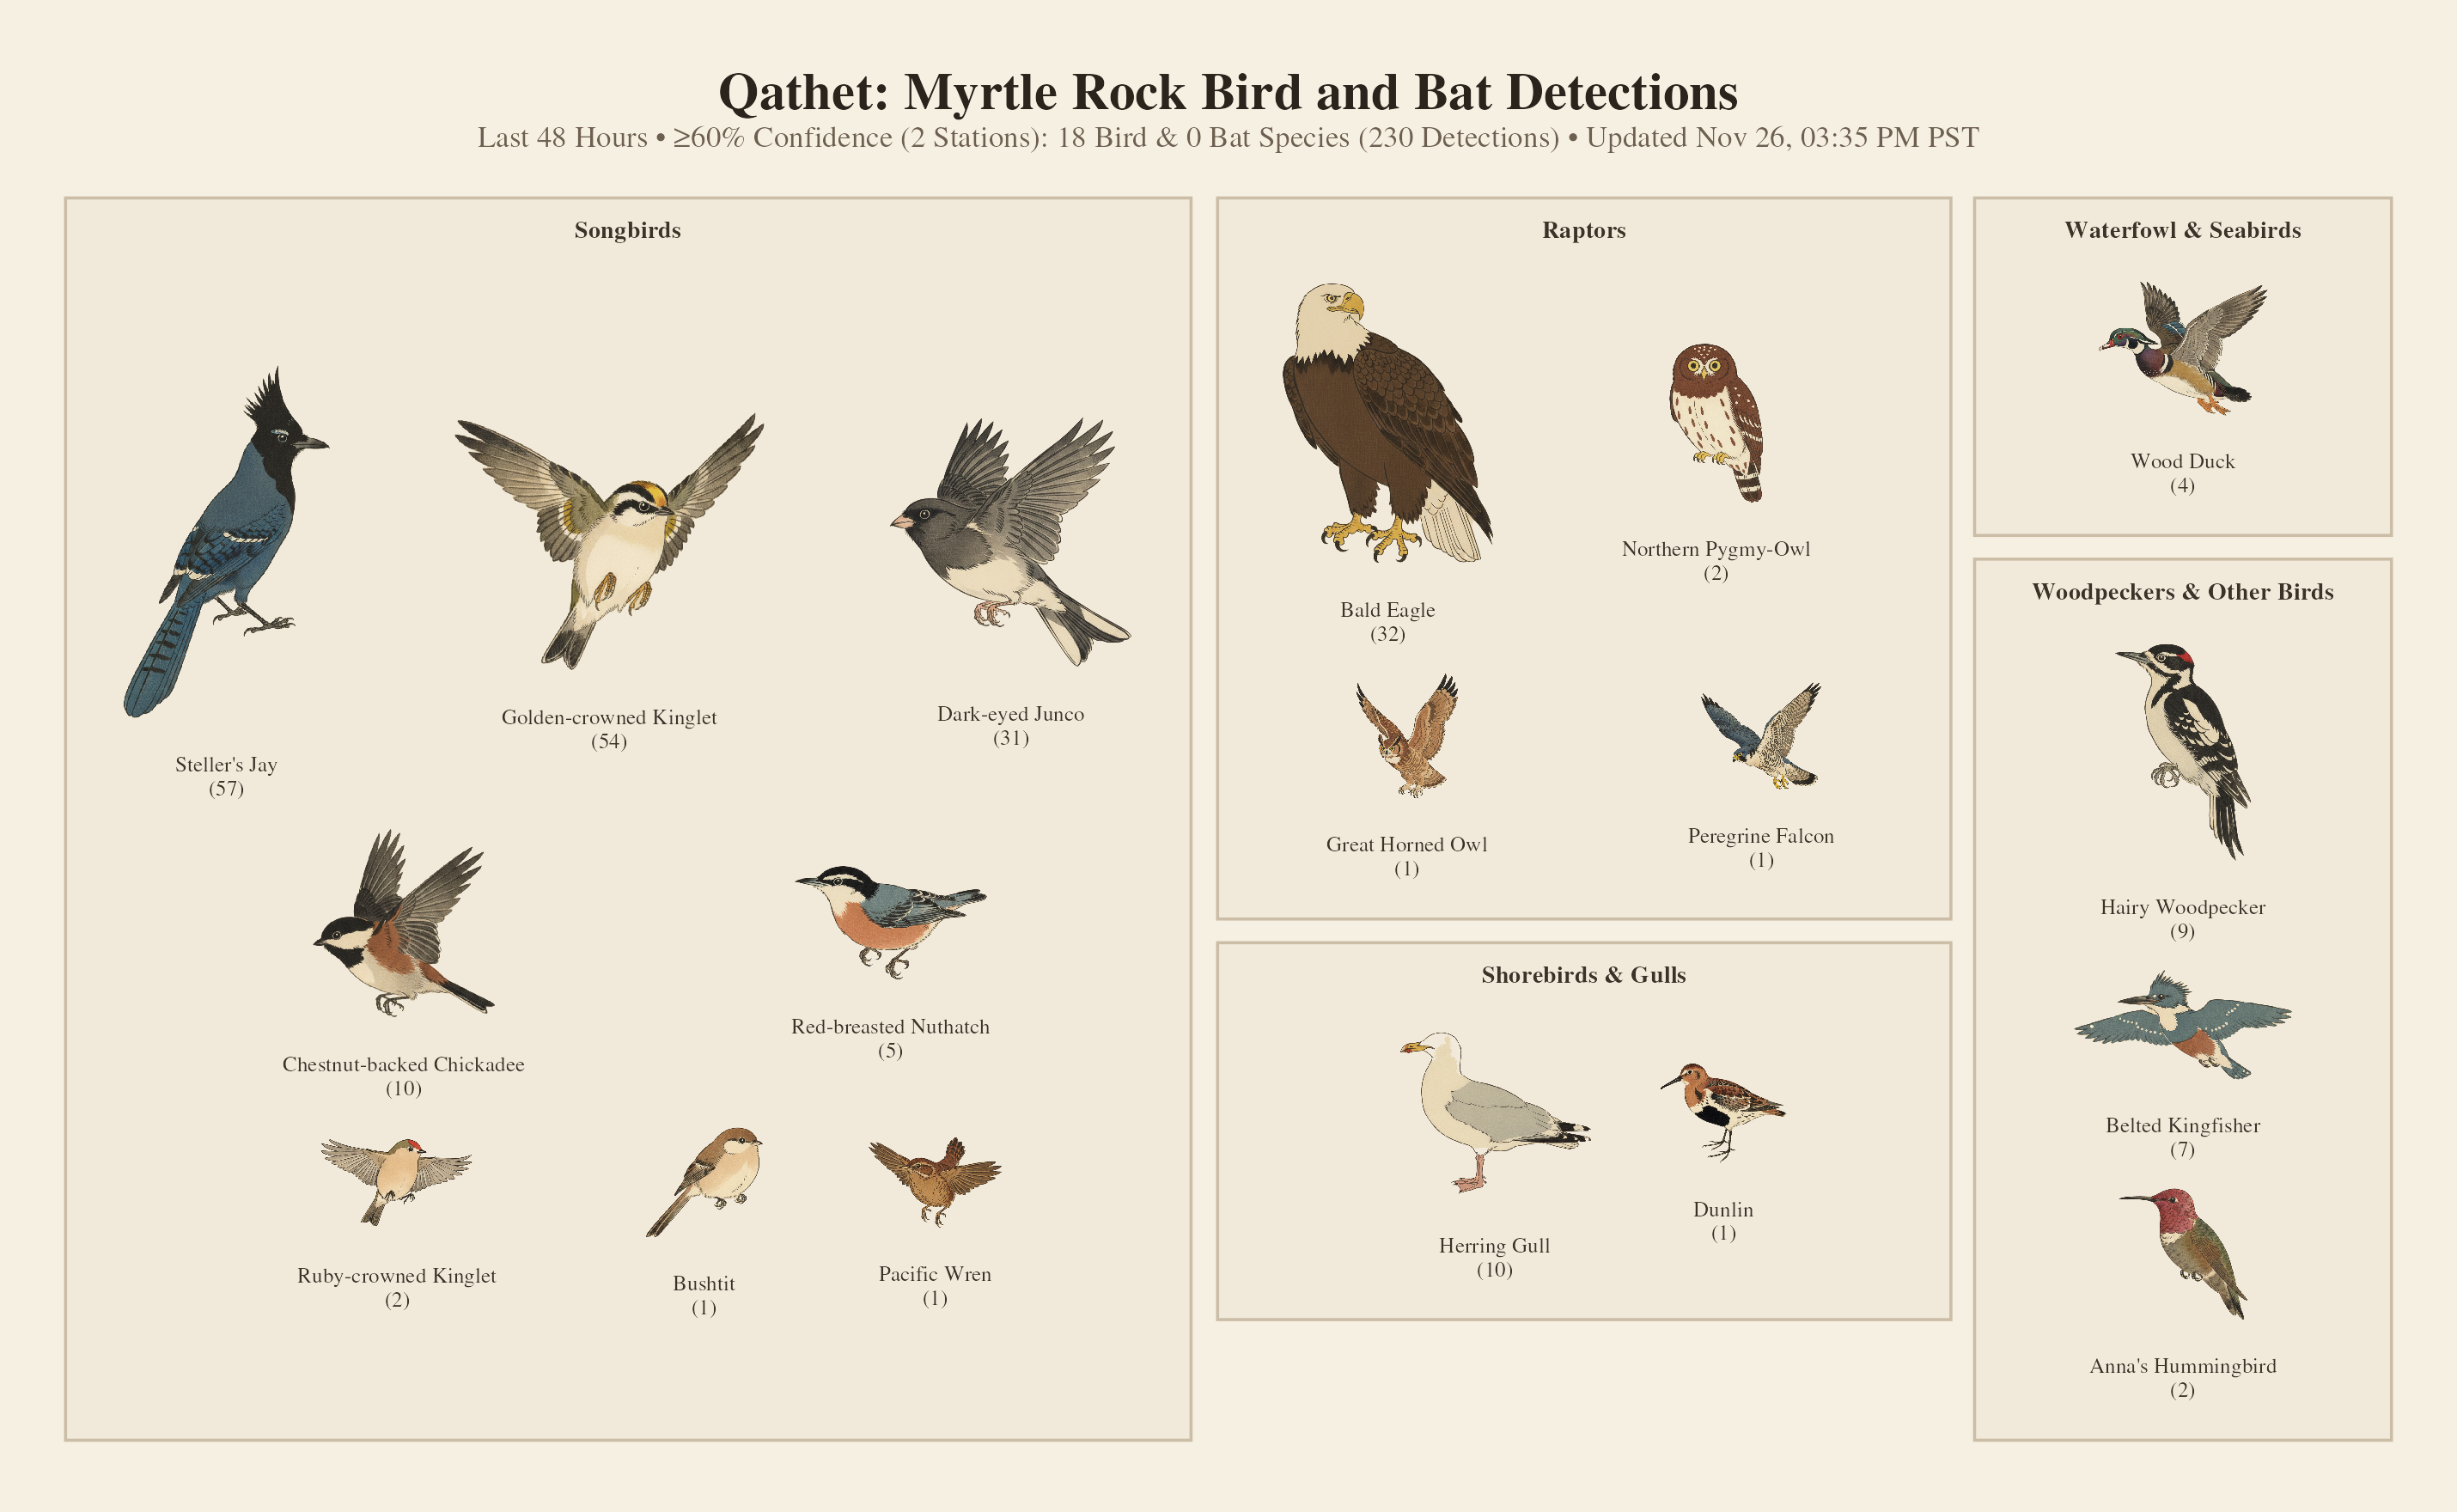 Qathet: Myrtle Rock Bird and Bat Detections
Last 48 Hours • ≥60% Confidence (2 Stations): 18 Bird & 0 Bat Species (230 Detections) • Updated Nov 26, 03:35 PM PST
Songbirds
Steller's Jay
(57)
Golden-crowned Kinglet
(54)
Dark-eyed Junco
(31)
Chestnut-backed Chickadee
(10)
Red-breasted Nuthatch
(5)
Ruby-crowned Kinglet
(2)
Bushtit
(1)
Pacific Wren
(1)
Raptors
Bald Eagle
(32)
Northern Pygmy-Owl
(2)
Great Horned Owl
(1)
Peregrine Falcon
(1)
Shorebirds & Gulls
Herring Gull
(10)
Dunlin
(1)
Waterfowl & Seabirds
Wood Duck
(4)
Woodpeckers & Other Birds
Hairy Woodpecker
(9)
Belted Kingfisher
(7)
Anna's Hummingbird
(2)